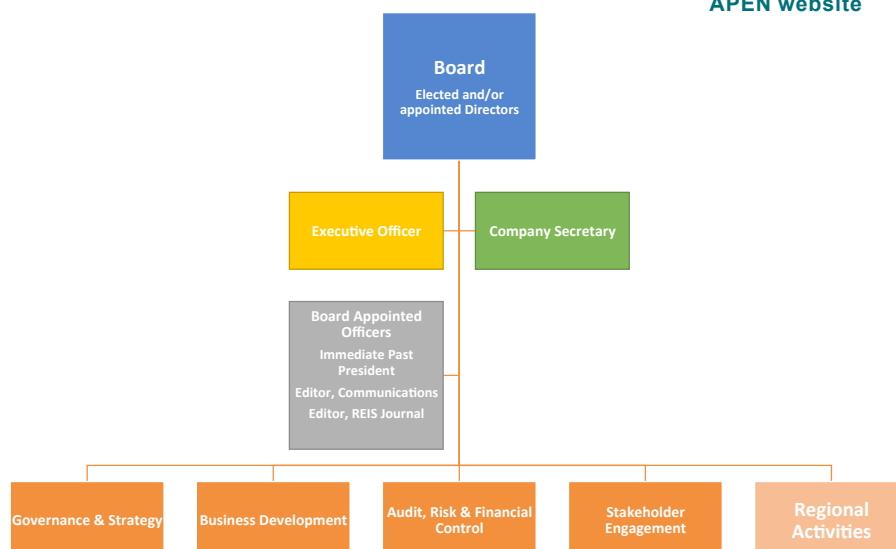 APEN website
Board
Elected and/or
appointed Directors
Executive Officer
Company Secretary
Board Appointed
Officers
Immediate Past
President
Editor, Communications
Editor, REIS Journal
Governance & Strategy
Business Development
Audit, Risk & Financial
Control
Stakeholder
Engagement
Regional
Activities